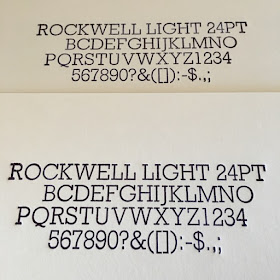 ROCKWELL LIGHT 24PT
BCDEFGHIJKLMNO
PQRSTUVWXYZ1234
567890?&([]):-$.,;
ROCKWELL LIGHT 24PT
BCDEFGHIJKLMNO
PQRSTUVWXYZ1234
567890?&([]):-$.,;